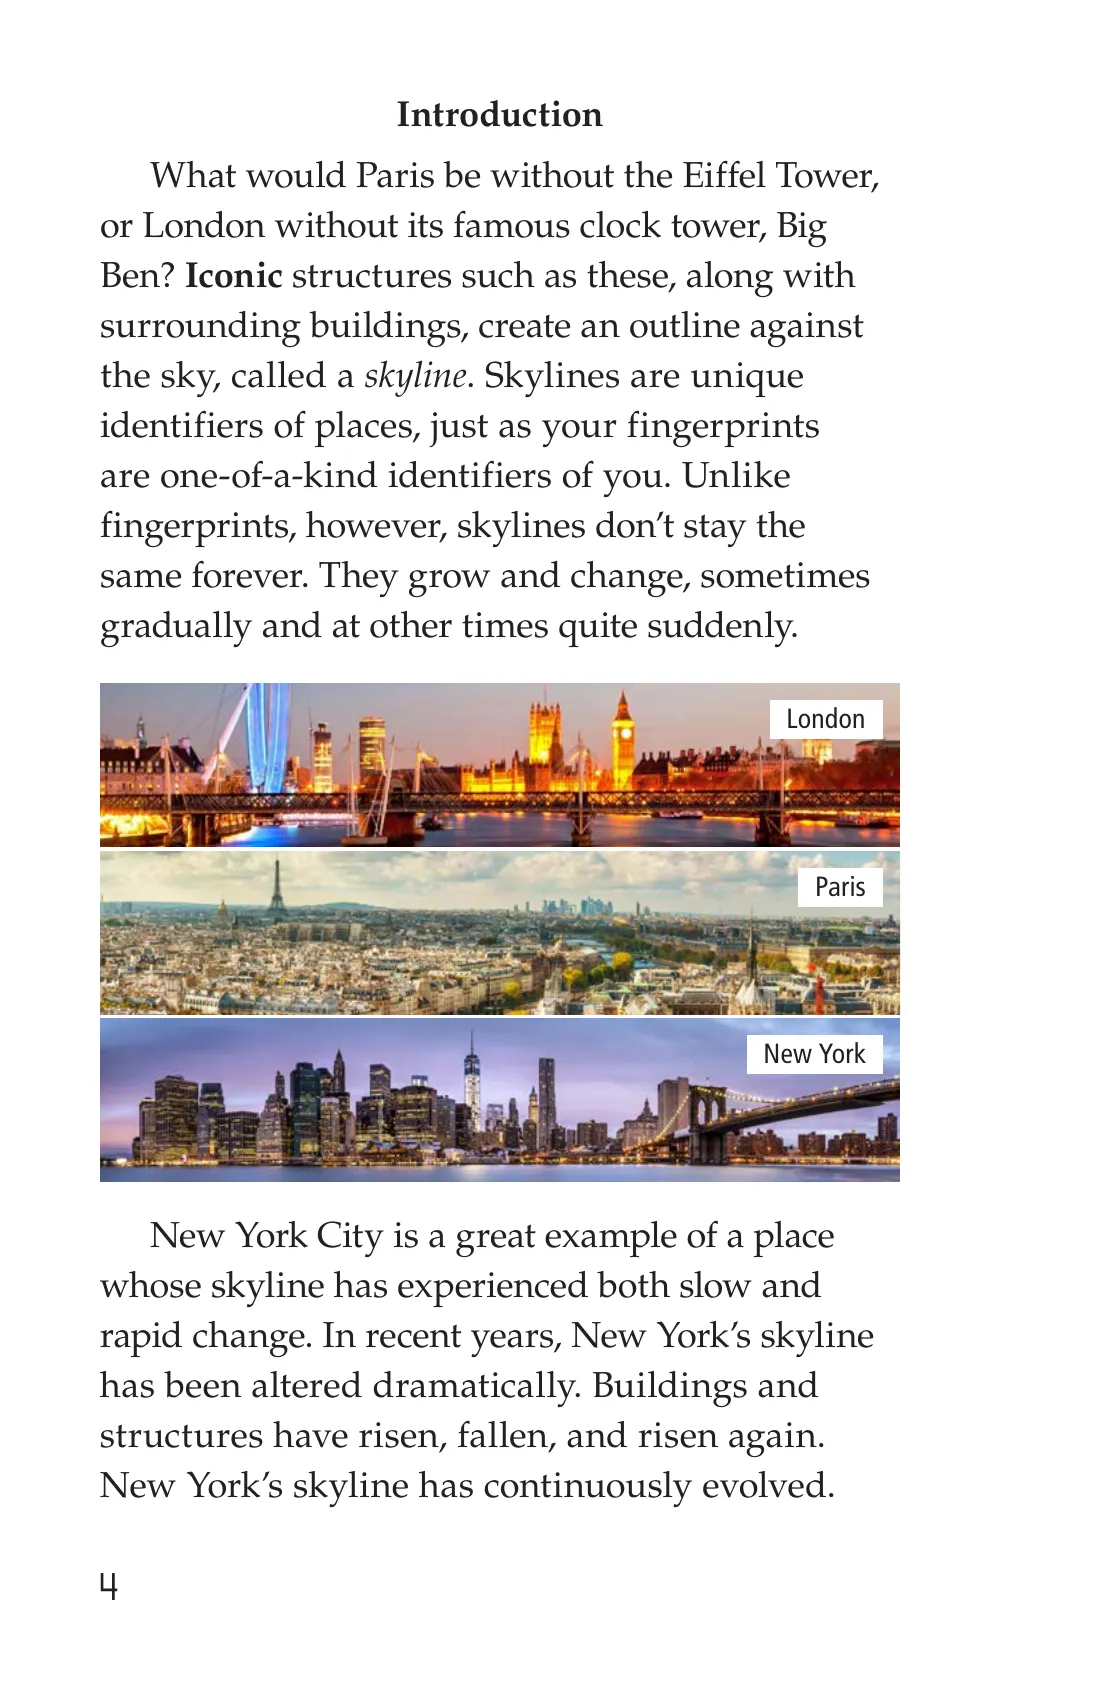 Introduction
What would Paris be without the Eiffel Tower,
or London without its famous clock tower, Big
Ben? Iconic structures such as these, along with
surrounding buildings, create an outline against
the sky, called a skyline. Skylines are unique
identifiers of places, just as your fingerprints
are one-of-a-kind identifiers of you. Unlike
fingerprints, however, skylines don’t stay the
same forever. They grow and change, sometimes
gradually and at other times quite suddenly.
London
Paris
New York
New York City is a great example of a place
whose skyline has experienced both slow and
rapid change. In recent years, New York’s skyline
has been altered dramatically. Buildings and
structures have risen, fallen, and risen again.
New York’s skyline has continuously evolved.
4